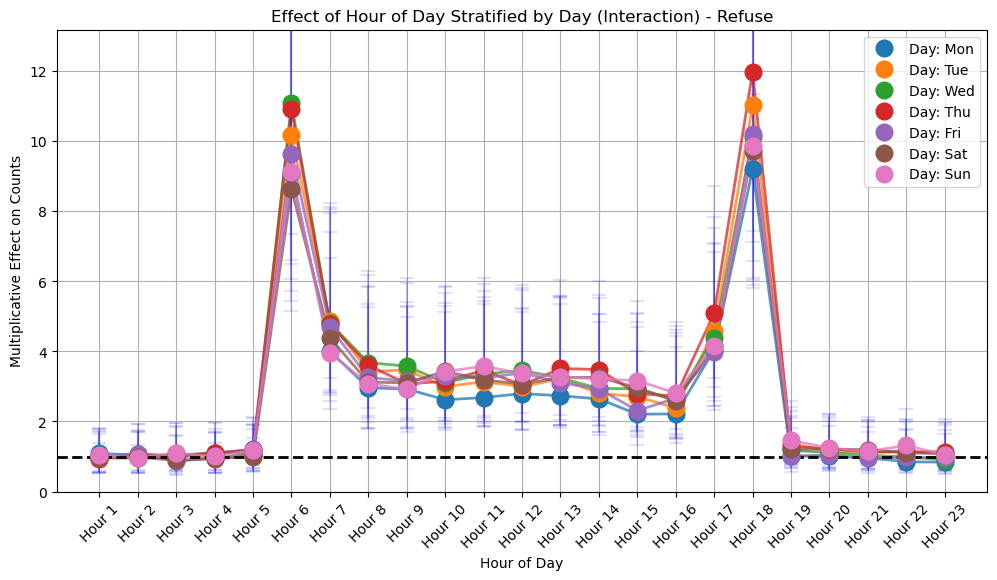 Effect of Hour of Day Stratified by Day (Interaction) - Refuse
Multiplicative Effect on Counts
12
10
8
6
4
2
0
Day: Mon
Day: Tue
Day: Wed
Day: Thu
Day: Fri
Day: Sat
Day: Sun
Hour 1
Hour 2
Hour 3
Hour 4
Hour 5
Hour 6
Hour 7
Hour 8
Hour 9
Hour 10
Hour 11
Hour 12
Hour 13
Hour 14
Hour 15
Hour 16
Hour 17
Hour 18
Hour 19
Hour 20
Hour 21
Hour 22
Hour 23
Hour of Day